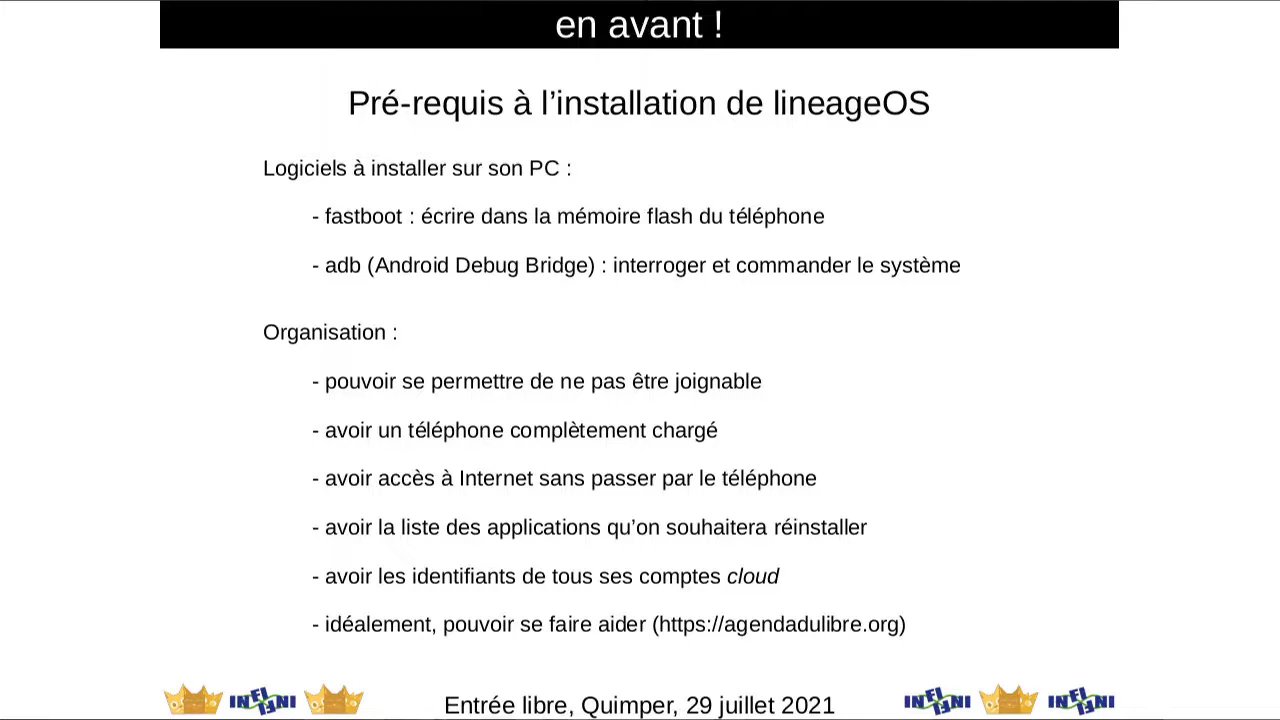 en avant !
Pré-requis à l’installation de lineageOS
Logiciels à installer sur son PC :
- fastboot : écrire dans la mémoire flash du téléphone
- adb (Android Debug Bridge) : interroger et commander le système
Organisation :
- pouvoir se permettre de ne pas être joignable
- avoir un téléphone complètement chargé
- avoir accès à Internet sans passer par le téléphone
- avoir la liste des applications qu’on souhaitera réinstaller
- avoir les identifiants de tous ses comptes cloud
- idéalement, pouvoir se faire aider (https://agendadulibre.org)
Entrée libre, Quimper, 29 juillet 2021